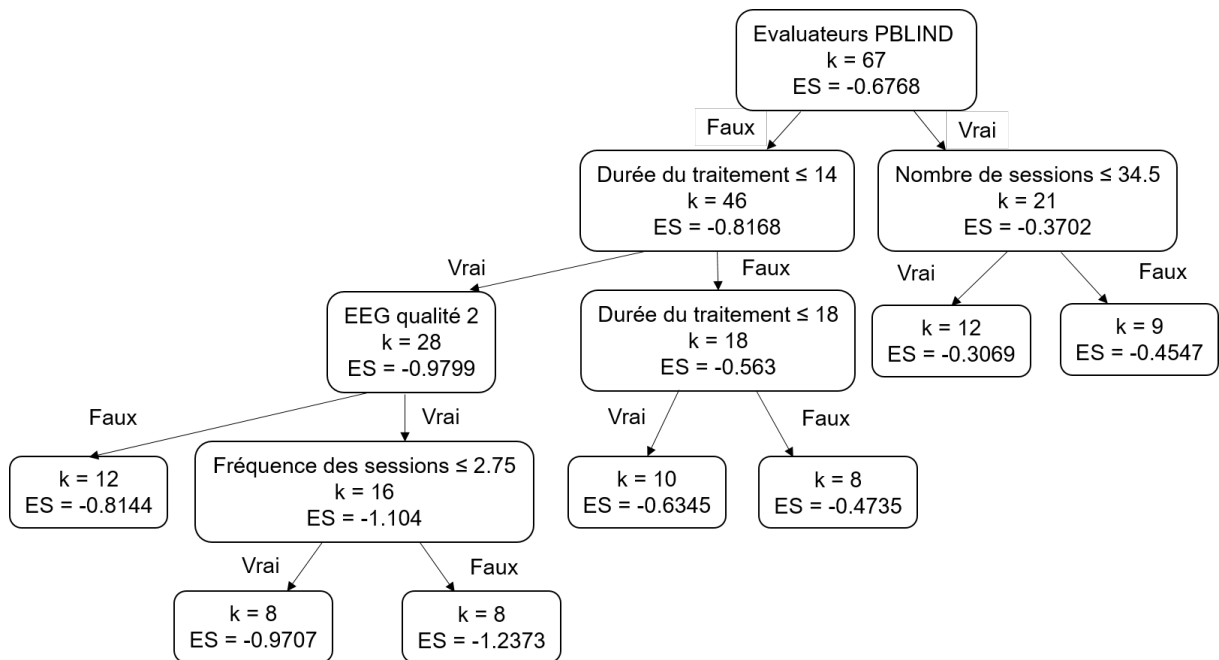 Evaluateurs PBLIND
k = 67
ES = -0.6768
Faux
Vrai
Durée du traitement ≤ 14
k = 46
ES = -0.8168
Nombre de sessions ≤ 34.5
k = 21
ES = -0.3702
Vrai
Faux
Vrai
Faux
EEG qualité 2
k = 28
ES = -0.9799
Durée du traitement ≤ 18
k = 18
ES = -0.563
k = 12
ES = -0.3069
k = 9
ES = -0.4547
Faux
Vrai
Vrai
Faux
k = 12
ES = -0.8144
Fréquence des sessions ≤ 2.75
k = 16
ES = -1.104
k = 10
ES = -0.6345
k = 8
ES = -0.4735
Vrai
Faux
k = 8
ES = -0.9707
k = 8
ES = -1.2373